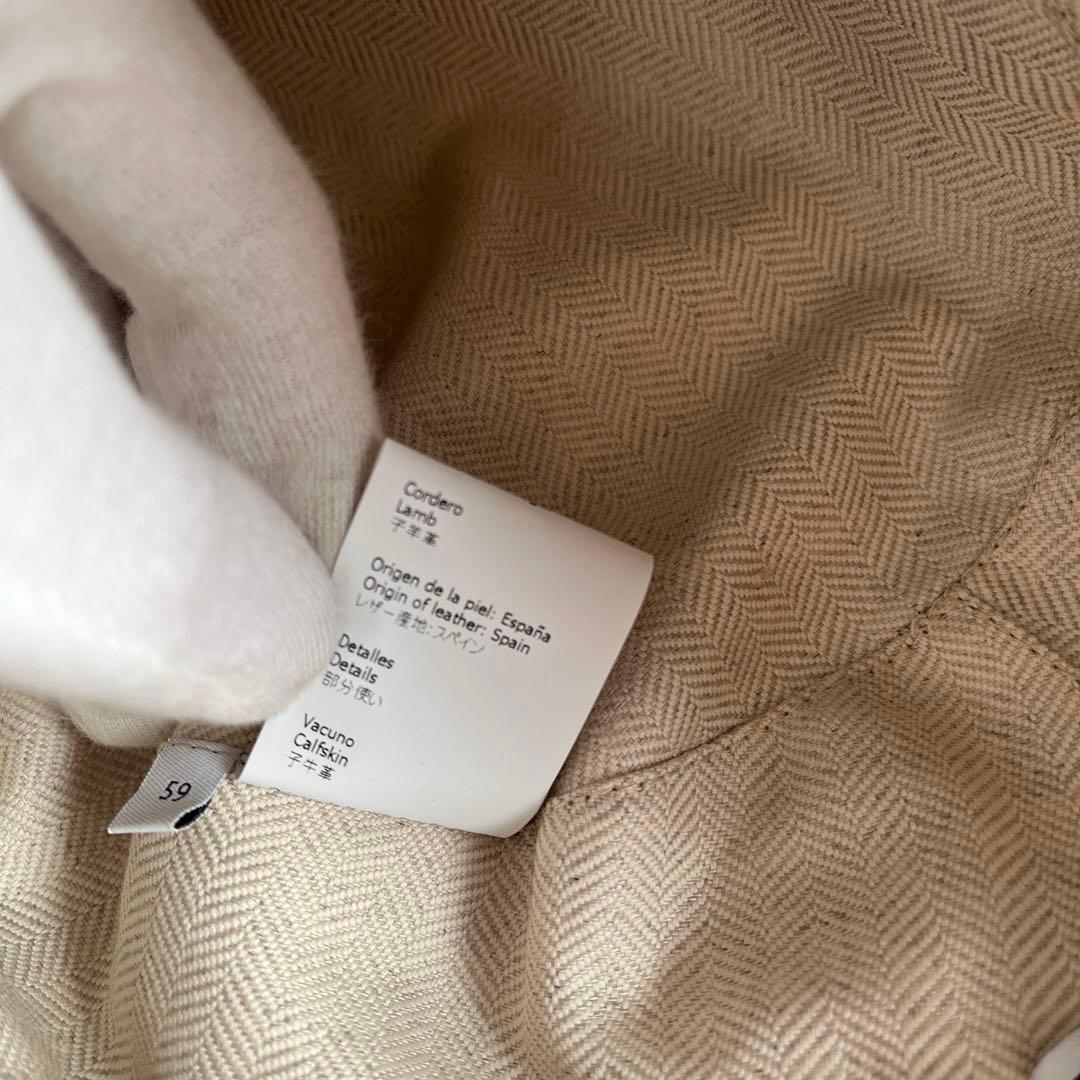 Cordero
Lamb
子羊革
Origen de la piel: España
Origin of leather: Spain
レザー産地:スペイン
Detalles
Details
部分使い
Vacuno
Calfskin
子牛革
59